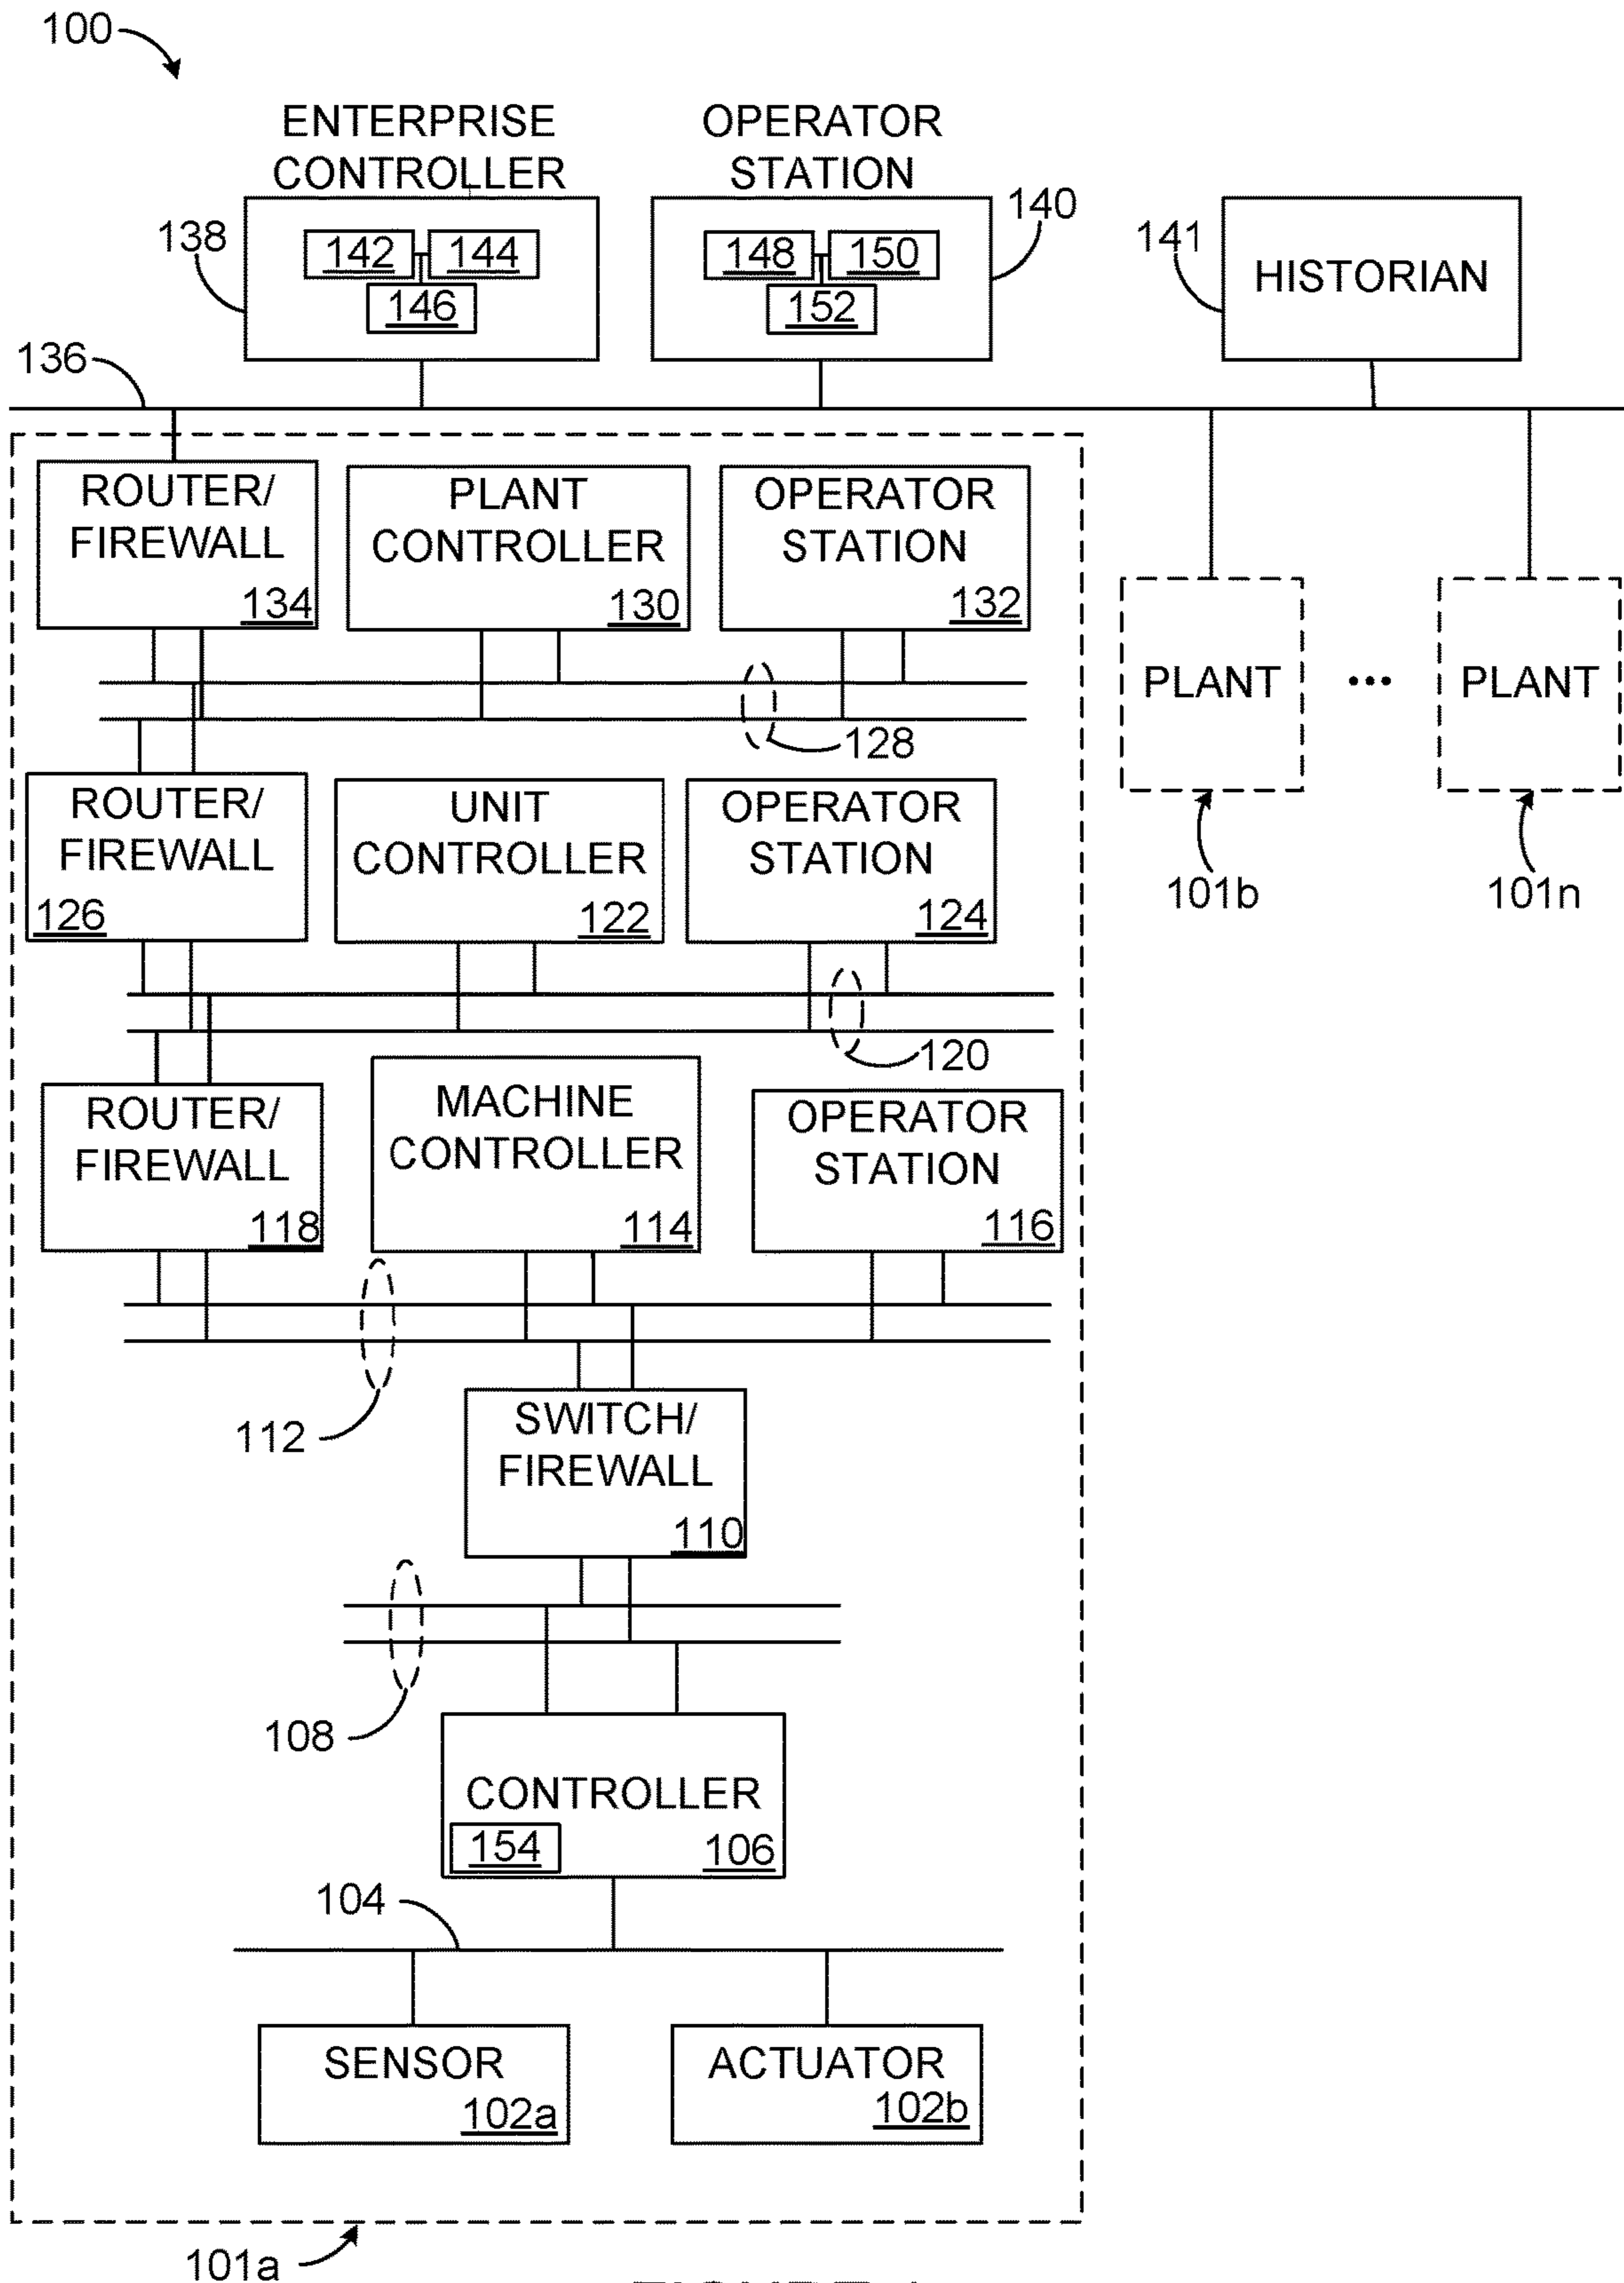 100
ENTERPRISE
CONTROLLER
OPERATOR
STATION
138
142
144
146
148
150
152
140
141
HISTORIAN
136
ROUTER/
FIREWALL
134
PLANT
CONTROLLER
130
OPERATOR
STATION
132
128
PLANT
...
PLANT
101b
101n
ROUTER/
FIREWALL
126
UNIT
CONTROLLER
122
OPERATOR
STATION
124
120
ROUTER/
FIREWALL
118
MACHINE
CONTROLLER
114
OPERATOR
STATION
116
112
SWITCH/
FIREWALL
110
108
CONTROLLER
154
106
104
SENSOR
102a
ACTUATOR
102b
101a